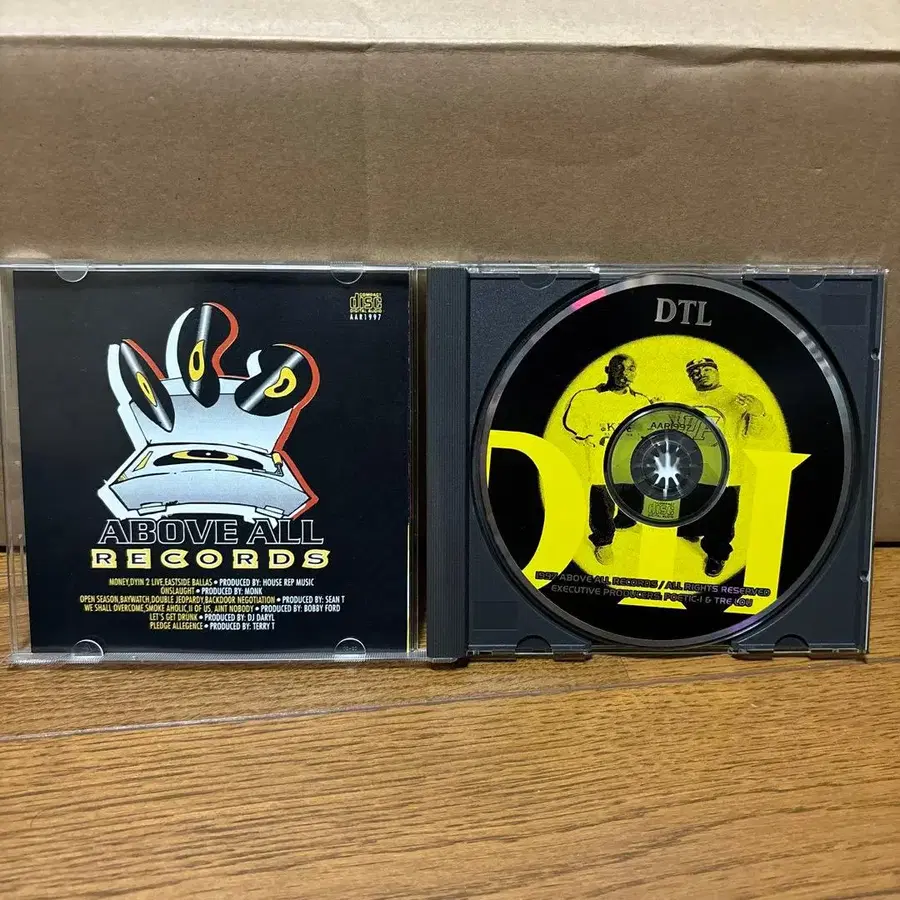 COMPACT
disc
DIGITAL AUDIO
AAR1997
ABOVE ALL
RECORDS
MONEY,DYIN 2 LIVE,EASTSIDE BALLAS • PRODUCED BY: HOUSE REP MUSIC
ONSLAUGHT • PRODUCED BY: MONK
OPEN SEASON,BAYWATCH,DOUBLE JEOPARDY,BACKDOOR NEGOTIATION • PRODUCED BY: SEAN T
WE SHALL OVERCOME,SMOKE AHOLIC,II OF US, AINT NOBODY • PRODUCED BY: BOBBY FORD
LET'S GET DRUNK • PRODUCED BY: DJ DARYL
PLEDGE ALLEGENCE • PRODUCED BY: TERRY T
DTL
AAR1997
disc
1997 ABOVE ALL RECORDS / ALL RIGHTS RESERVED
EXECUTIVE PRODUCERS: POETIC-I & TRE LOU